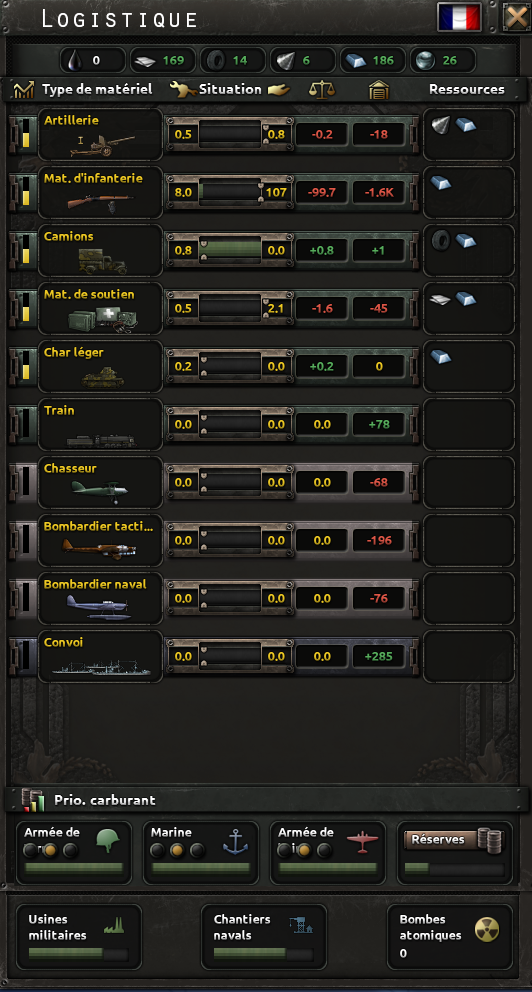 Logistique
0 169 14 6 186 26
Type de matériel Situation Ressources
Artillerie
I
0.5 0.8 -0.2 -18
Mat. d'infanterie
8.0 107 -99.7 -1.6K
Camions
0.8 0.0 +0.8 +1
Mat. de soutien
0.5 2.1 -1.6 -45
Char léger
0.2 0.0 +0.2 0
Train
0.0 0.0 0.0 +78
Chasseur
0.0 0.0 0.0 -68
Bombardier tacti...
0.0 0.0 0.0 -196
Bombardier naval
0.0 0.0 0.0 -76
Convoi
0.0 0.0 0.0 +285
Prio. carburant
Armée de
Marine
Armée de
Réserves
Usines
militaires
Chantiers
navals
Bombes
atomiques
0